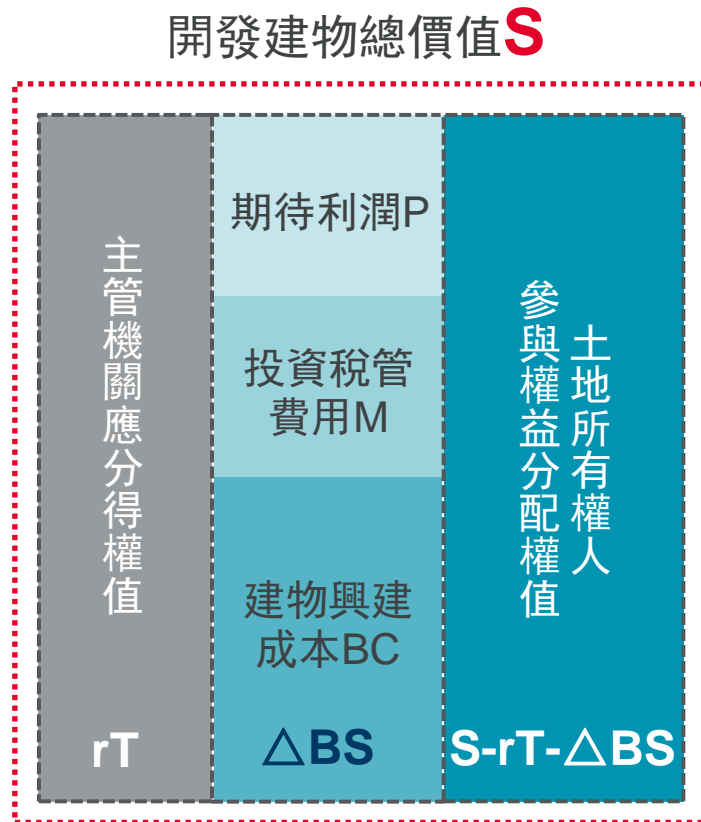 開發建物總價值S
主管機關應分得權值
rT
期待利潤P
投資稅管
費用M
建物興建
成本BC
△BS
土地所有權人
參與權益分配權值
S-rT-△BS